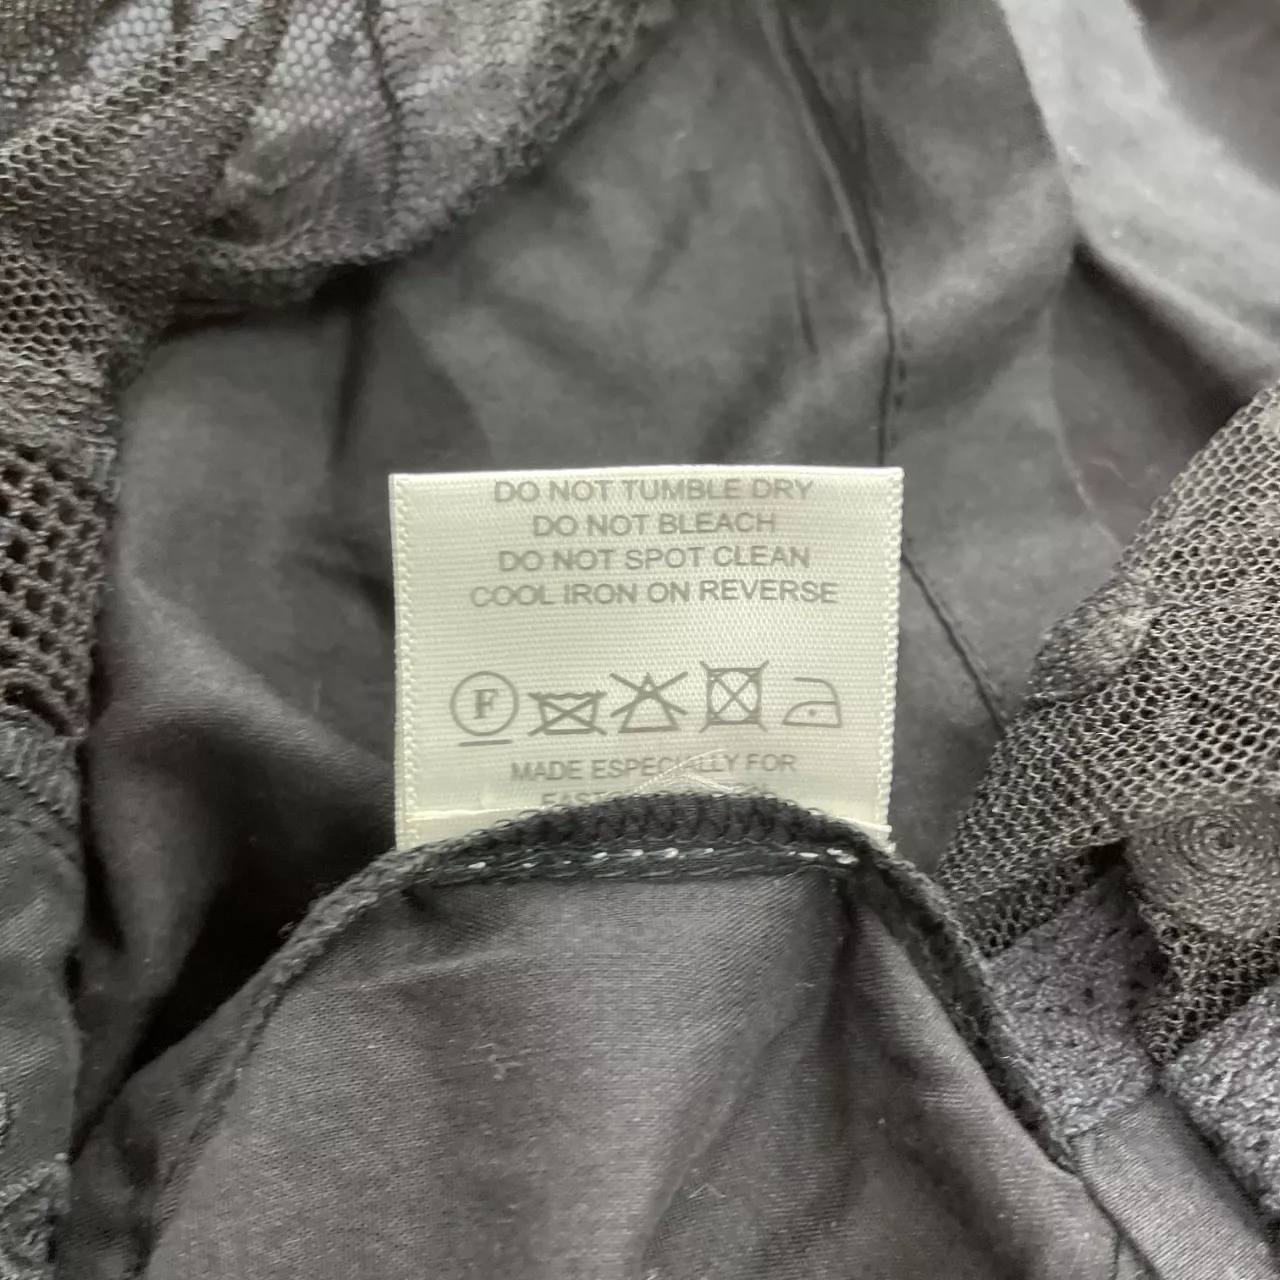 DO NOT TUMBLE DRY
DO NOT BLEACH
DO NOT SPOT CLEAN
COOL IRON ON REVERSE
F
MADE ESPECIALLY FOR